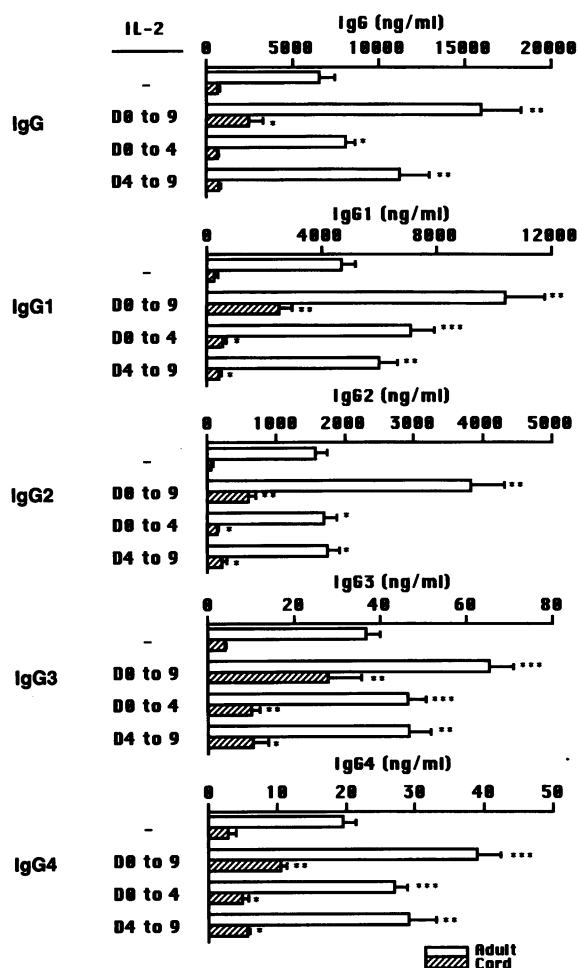 IL-2
IgG (ng/ml)
0 5000 10000 15000 20000
IgG
-
D0 to 9
**
*
D0 to 4
*
D4 to 9
**
IgG1 (ng/ml)
0 4000 8000 12000
IgG1
-
D0 to 9
**
**
D0 to 4
***
*
D4 to 9
**
*
IgG2 (ng/ml)
0 1000 2000 3000 4000 5000
IgG2
-
D0 to 9
**
**
D0 to 4
*
*
D4 to 9
*
*
IgG3 (ng/ml)
0 20 40 60 80
IgG3
-
D0 to 9
***
**
D0 to 4
***
**
D4 to 9
**
*
IgG4 (ng/ml)
0 10 20 30 40 50
IgG4
-
D0 to 9
***
**
D0 to 4
***
*
D4 to 9
**
*
Adult
Cord